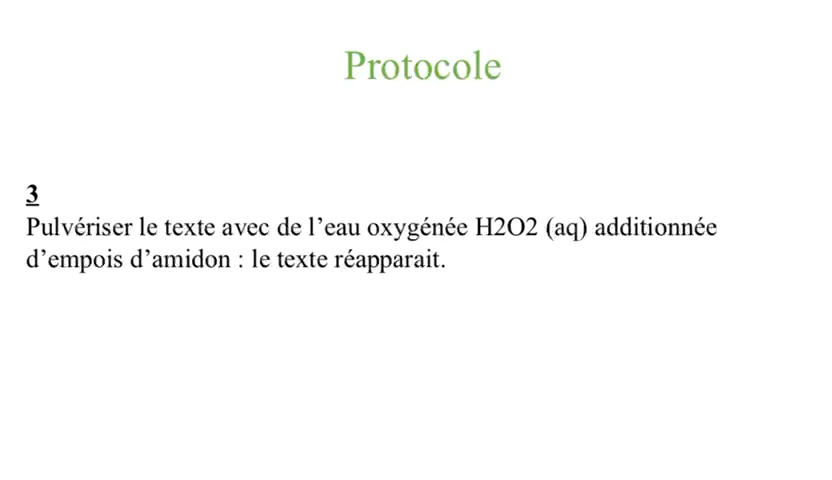 Protocole
3
Pulvériser le texte avec de l’eau oxygénée H2O2 (aq) additionnée
d’empois d’amidon : le texte réapparait.